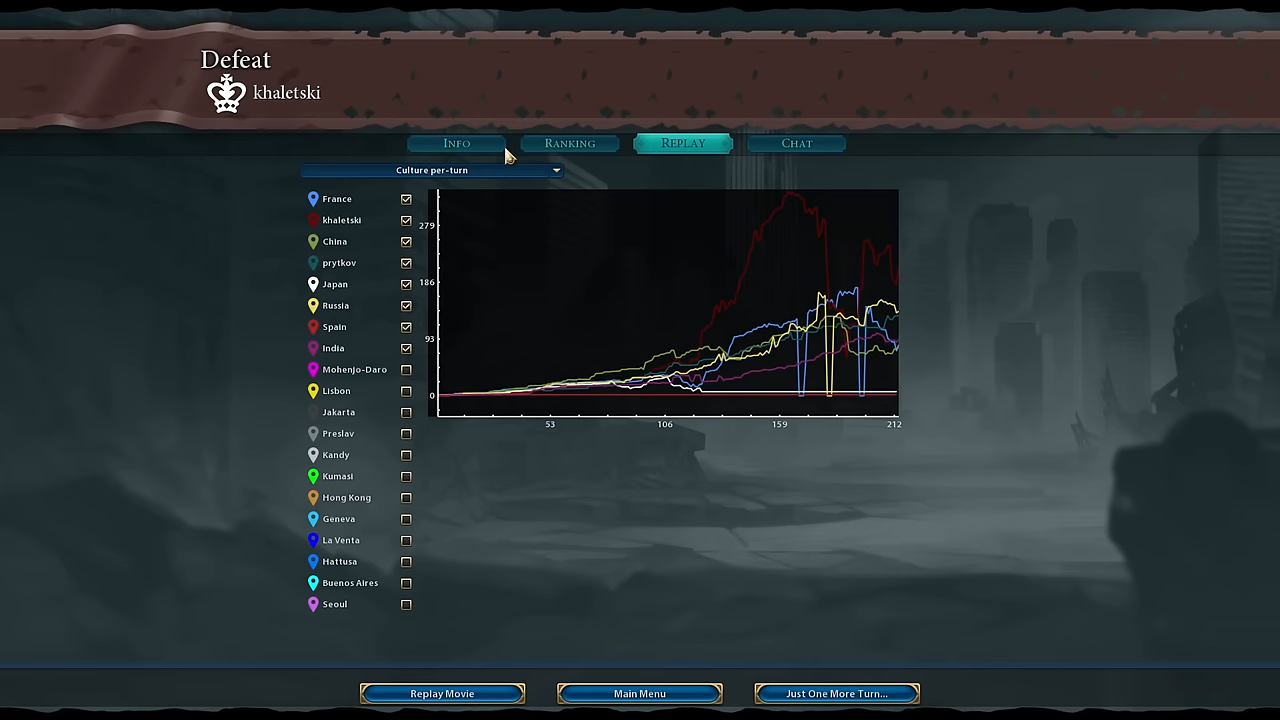 Defeat
khaletski
INFO
RANKING
REPLAY
CHAT
Culture per-turn
France
khaletski
China
prytkov
Japan
Russia
Spain
India
Mohenjo-Daro
Lisbon
Jakarta
Preslav
Kandy
Kumasi
Hong Kong
Geneva
La Venta
Hattusa
Buenos Aires
Seoul
279
186
93
0
53 106 159 212
Replay Movie
Main Menu
Just One More Turn...